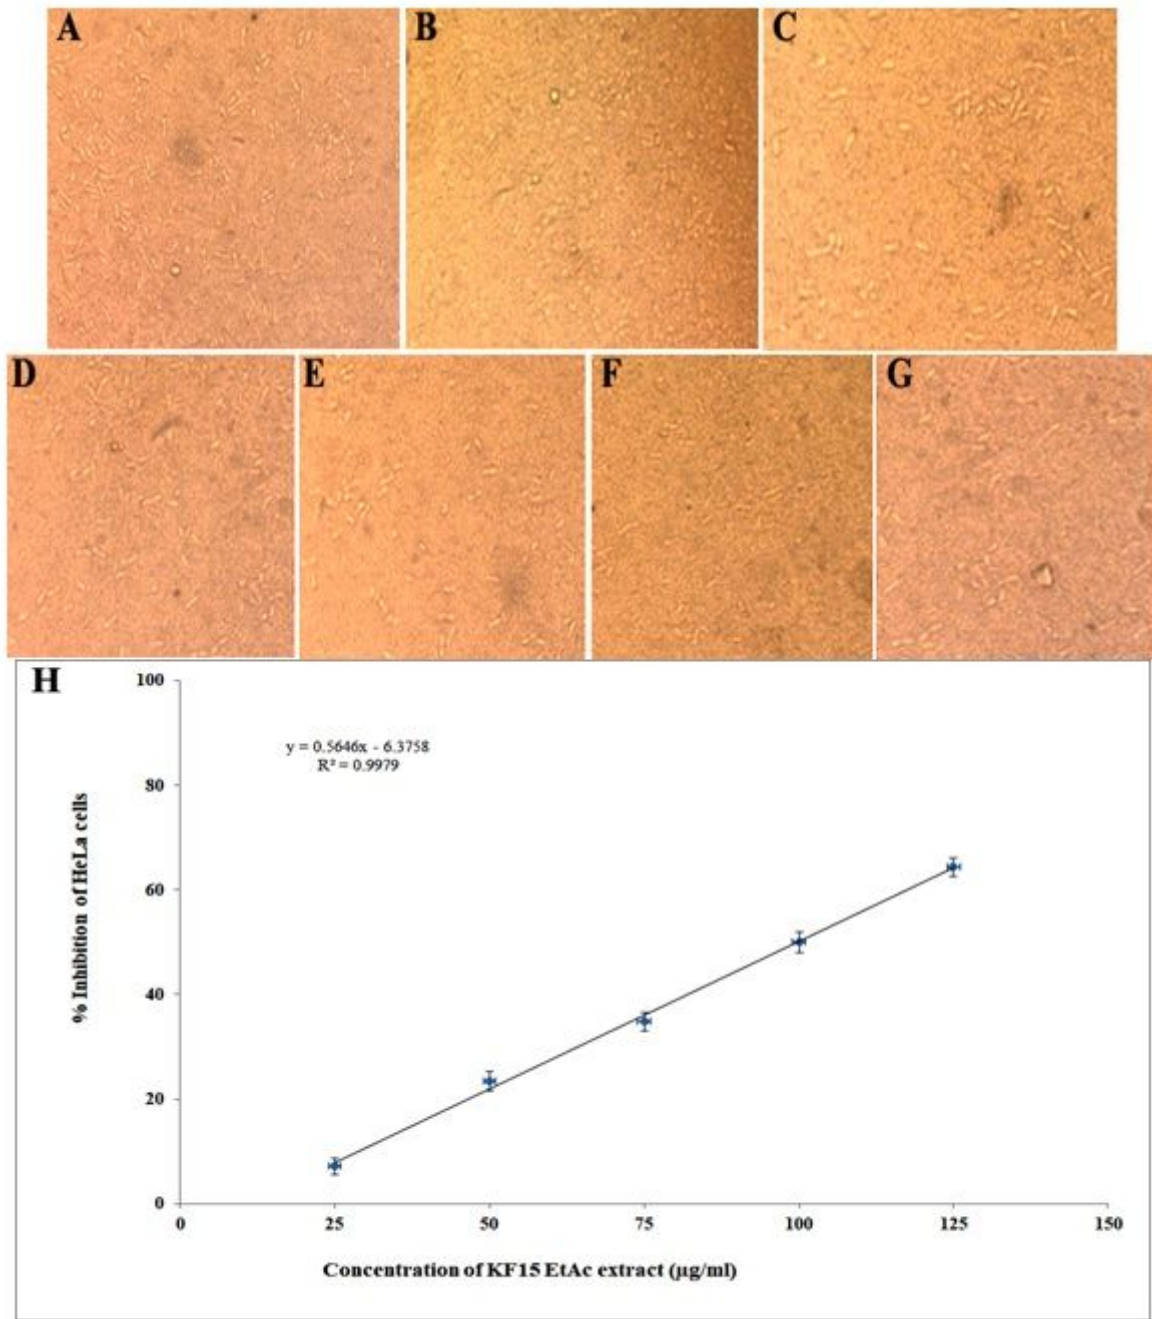 A
B
C
D
E
F
G
H
100
80
60
40
20
0
y = 0.5646x - 6.3758
R² = 0.9979
% Inhibition of HeLa cells
0
25
50
75
100
125
150
Concentration of KF15 EtAc extract (µg/ml)